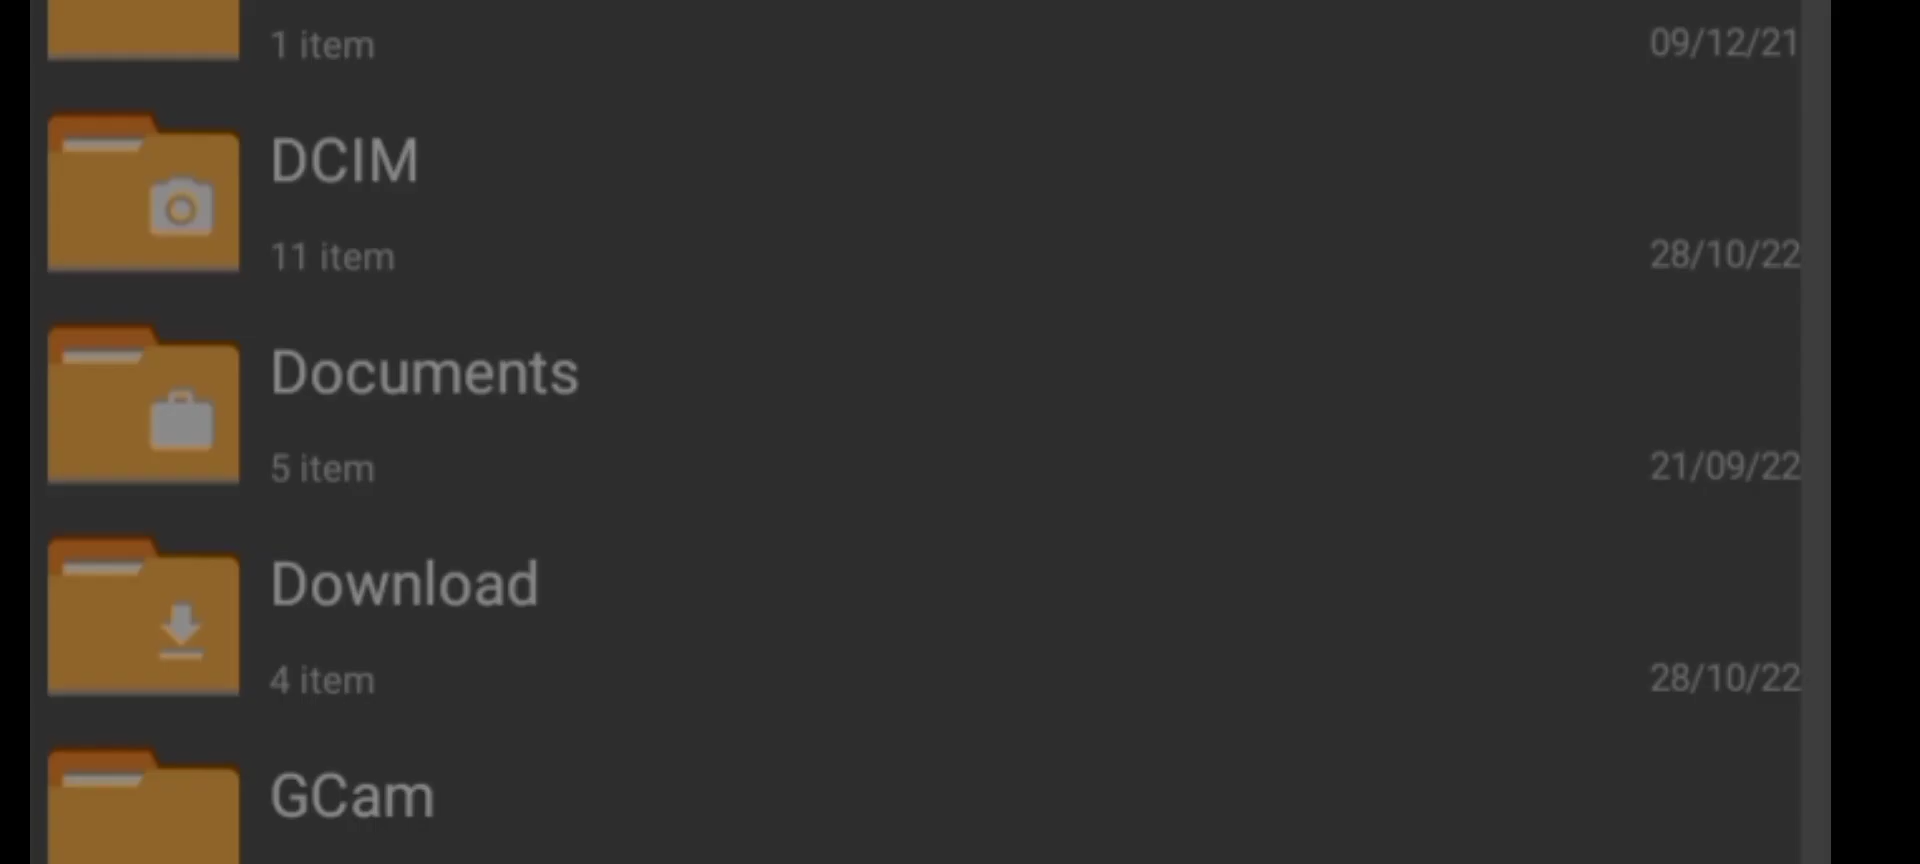 1 item
09/12/21
DCIM
11 item
28/10/22
Documents
5 item
21/09/22
Download
4 item
28/10/22
GCam